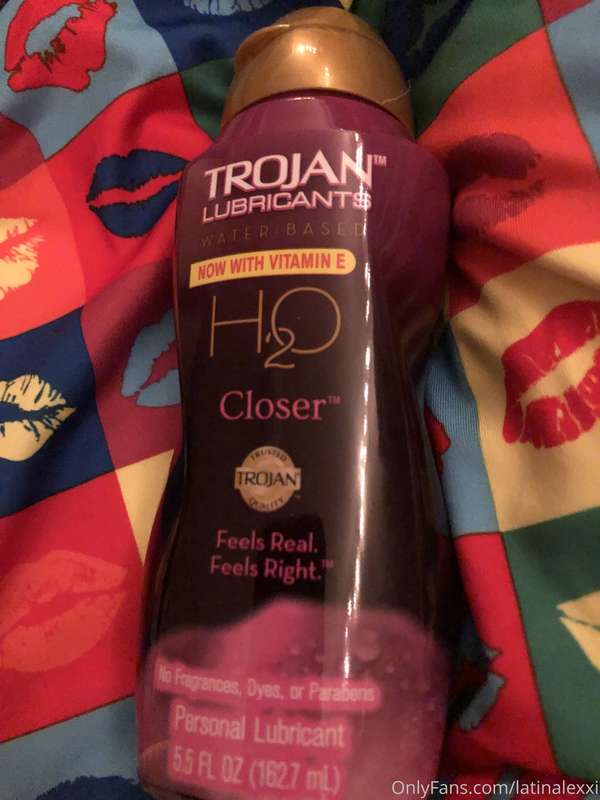 TROJAN™
LUBRICANTS
WATER BASED
NOW WITH VITAMIN E
H2O
Closer™
TRUSTED
TROJAN
QUALITY
Feels Real.
Feels Right.™
No Fragrances, Dyes, or Parabens
Personal Lubricant
5.5 FL OZ (162.7 mL)
OnlyFans.com/latinalexxi